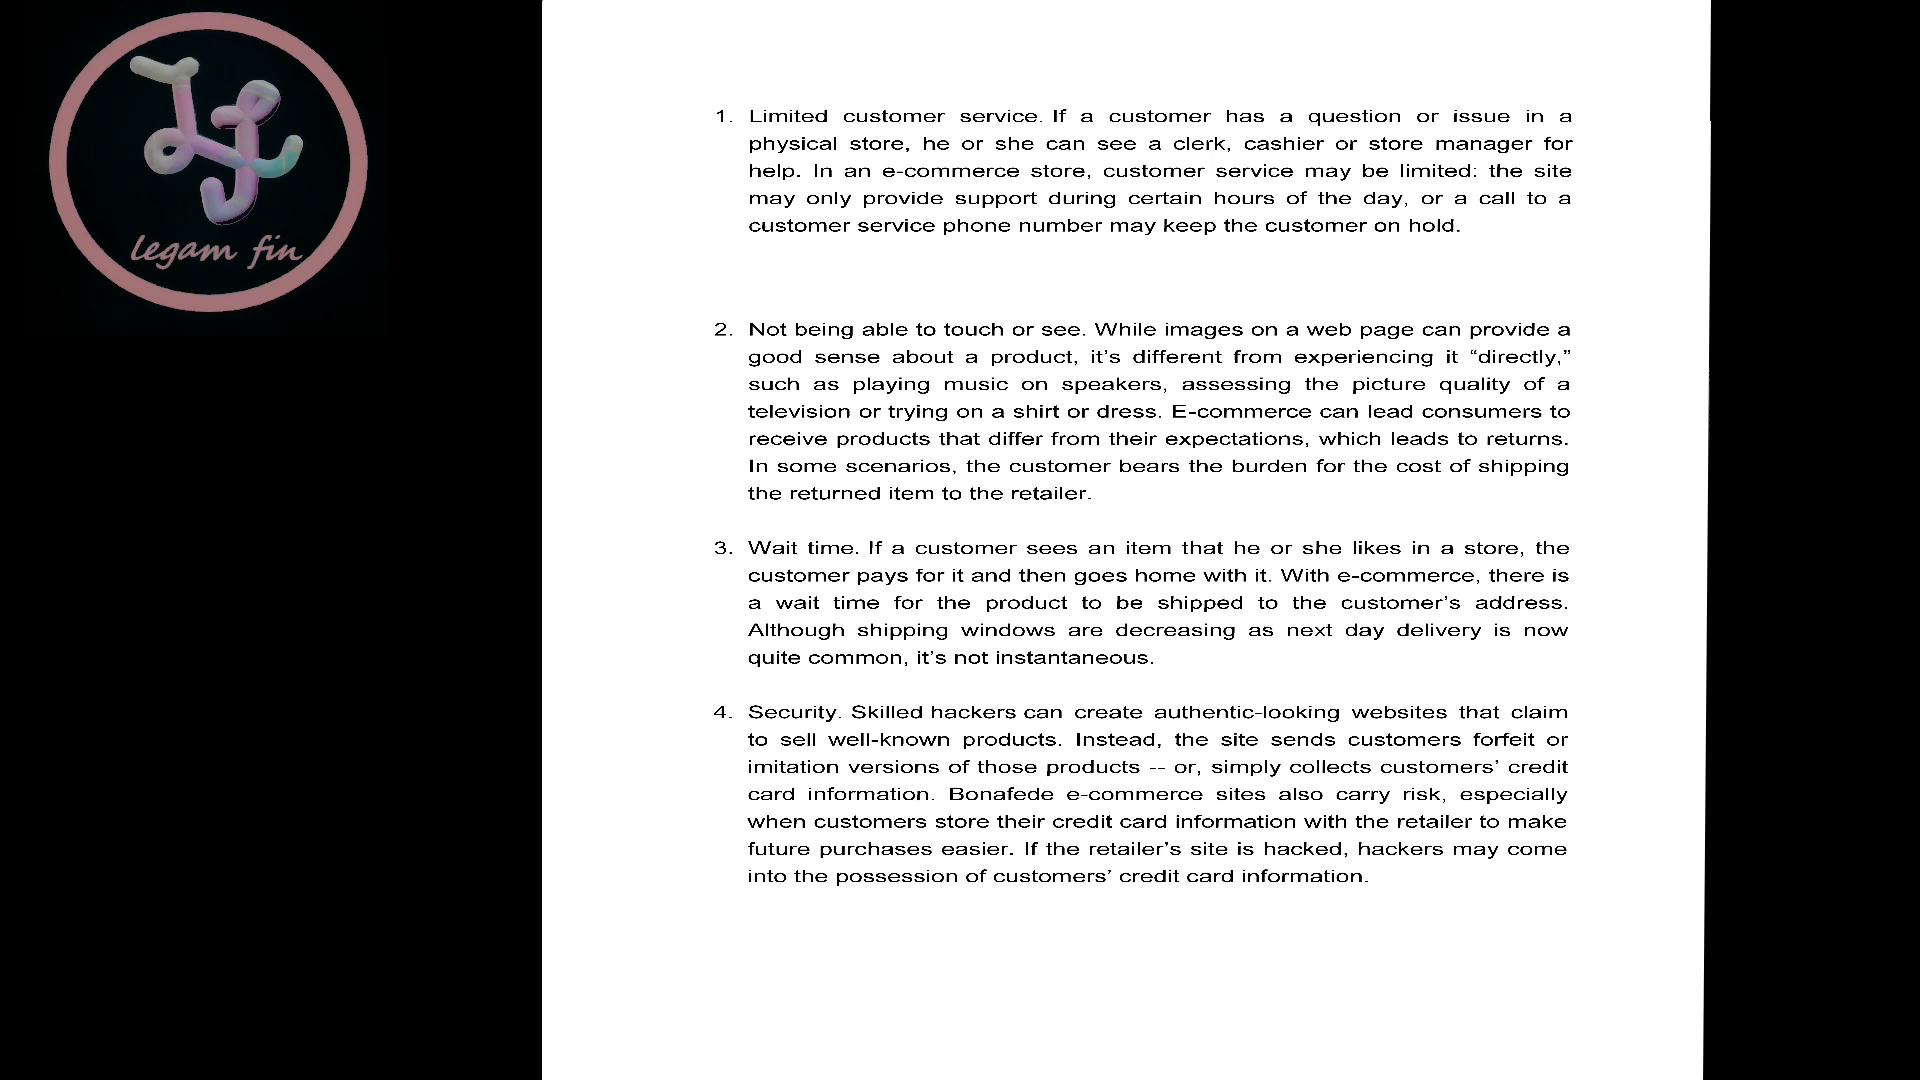 legam fin
1. Limited customer service. If a customer has a question or issue in a
physical store, he or she can see a clerk, cashier or store manager for
help. In an e-commerce store, customer service may be limited: the site
may only provide support during certain hours of the day, or a call to a
customer service phone number may keep the customer on hold.
2. Not being able to touch or see. While images on a web page can provide a
good sense about a product, it’s different from experiencing it “directly,”
such as playing music on speakers, assessing the picture quality of a
television or trying on a shirt or dress. E-commerce can lead consumers to
receive products that differ from their expectations, which leads to returns.
In some scenarios, the customer bears the burden for the cost of shipping
the returned item to the retailer.
3. Wait time. If a customer sees an item that he or she likes in a store, the
customer pays for it and then goes home with it. With e-commerce, there is
a wait time for the product to be shipped to the customer’s address.
Although shipping windows are decreasing as next day delivery is now
quite common, it’s not instantaneous.
4. Security. Skilled hackers can create authentic-looking websites that claim
to sell well-known products. Instead, the site sends customers forfeit or
imitation versions of those products -- or, simply collects customers’ credit
card information. Bonafede e-commerce sites also carry risk, especially
when customers store their credit card information with the retailer to make
future purchases easier. If the retailer’s site is hacked, hackers may come
into the possession of customers’ credit card information.